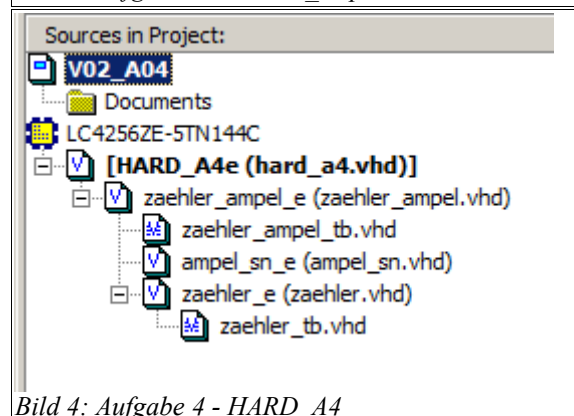 Sources in Project:
V02_A04
Documents
LC4256ZE-5TN144C
[HARD_A4e (hard_a4.vhd)]
zaehler_ampel_e (zaehler_ampel.vhd)
zaehler_ampel_tb.vhd
ampel_sn_e (ampel_sn.vhd)
zaehler_e (zaehler.vhd)
zaehler_tb.vhd
Bild 4: Aufgabe 4 - HARD_A4